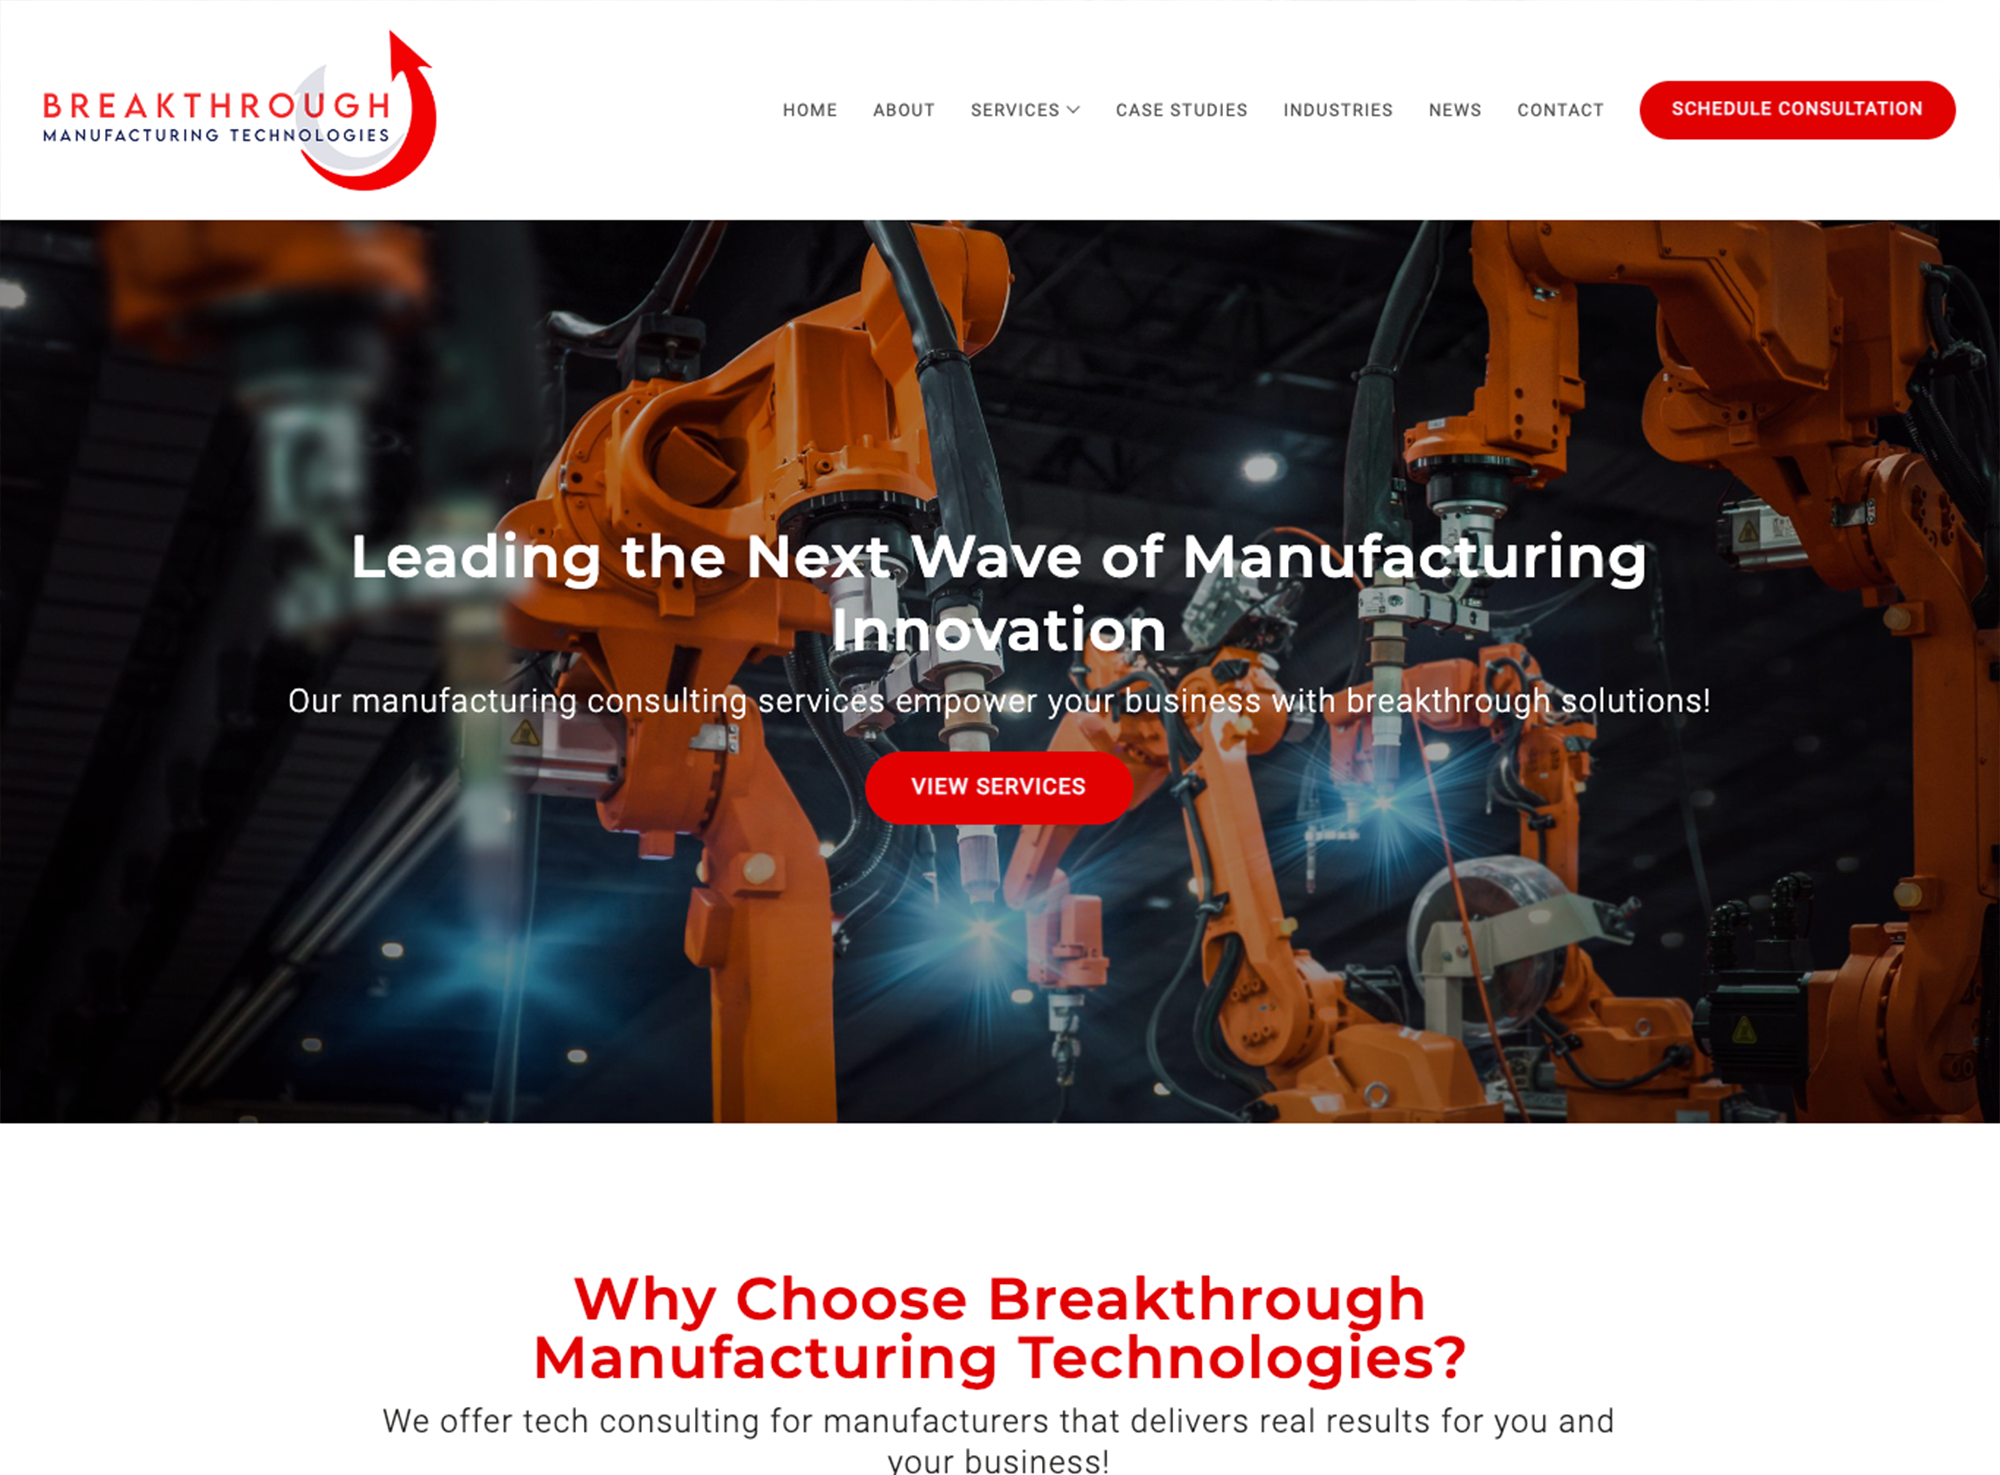 BREAKTHROUGH
MANUFACTURING TECHNOLOGIES
HOME ABOUT SERVICES CASE STUDIES INDUSTRIES NEWS CONTACT SCHEDULE CONSULTATION
Leading the Next Wave of Manufacturing
Innovation
Our manufacturing consulting services empower your business with breakthrough solutions!
VIEW SERVICES
Why Choose Breakthrough
Manufacturing Technologies?
We offer tech consulting for manufacturers that delivers real results for you and
your business!